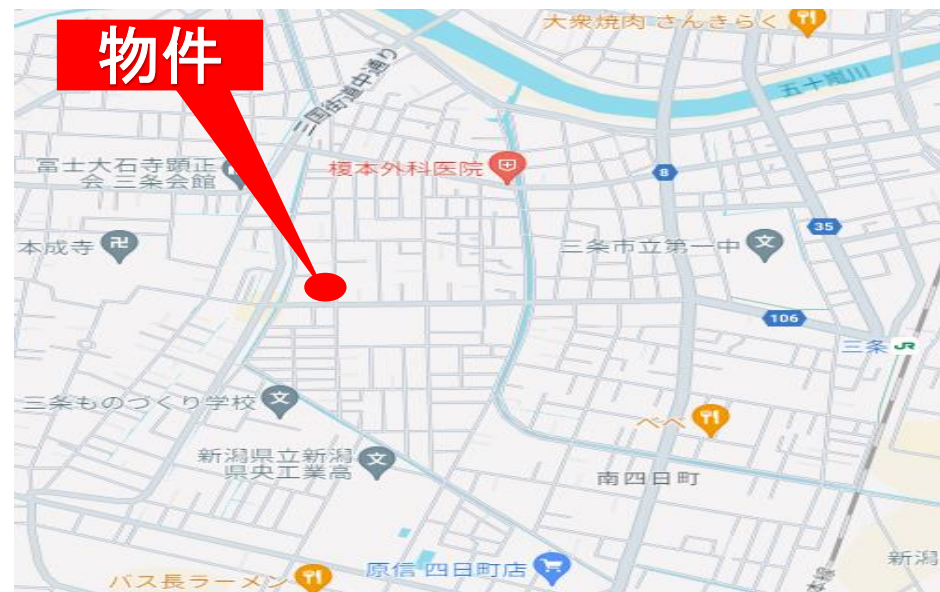 大衆焼肉 さんきらく
物件
三国街道中通り
五十嵐川
富士大石寺顕正
会 三条会館
榎本外科医院
8
35
本成寺
三条市立第一中
106
三条 JR
三条ものづくり学校
べべ
新潟県立新潟
県央工業高
南四日町
原信 四日町店
新潟
バス長ラーメン
本線